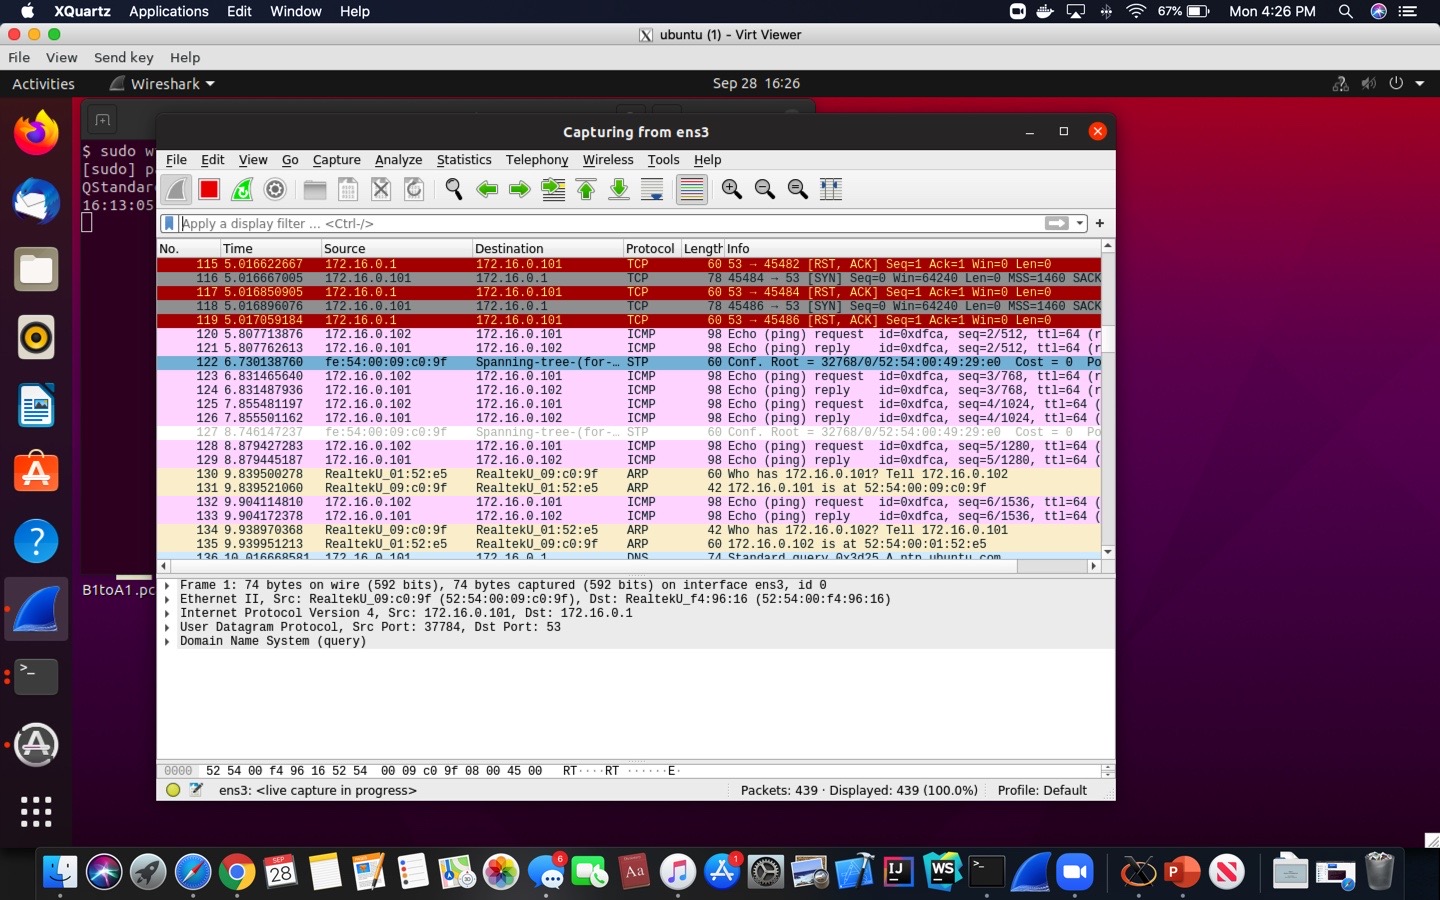 XQuartz Applications Edit Window Help 67% Mon 4:26 PM
ubuntu (1) - Virt Viewer
File View Send key Help
Activities Wireshark Sep 28 16:26
Capturing from ens3
$ sudo w
[sudo] p
QStandar
16:13:05
File Edit View Go Capture Analyze Statistics Telephony Wireless Tools Help
Apply a display filter … <Ctrl-/> +
No. Time Source Destination Protocol Length Info
115 5.016622667 172.16.0.1 172.16.0.101 TCP 60 53 → 45482 [RST, ACK] Seq=1 Ack=1 Win=0 Len=0
116 5.016667005 172.16.0.101 172.16.0.1 TCP 78 45484 → 53 [SYN] Seq=0 Win=64240 Len=0 MSS=1460 SACK
117 5.016850905 172.16.0.1 172.16.0.101 TCP 60 53 → 45484 [RST, ACK] Seq=1 Ack=1 Win=0 Len=0
118 5.016896076 172.16.0.101 172.16.0.1 TCP 78 45486 → 53 [SYN] Seq=0 Win=64240 Len=0 MSS=1460 SACK
119 5.017059184 172.16.0.1 172.16.0.101 TCP 60 53 → 45486 [RST, ACK] Seq=1 Ack=1 Win=0 Len=0
120 5.807713876 172.16.0.102 172.16.0.101 ICMP 98 Echo (ping) request id=0xdfca, seq=2/512, ttl=64 (r
121 5.807762613 172.16.0.101 172.16.0.102 ICMP 98 Echo (ping) reply id=0xdfca, seq=2/512, ttl=64 (r
122 6.730138760 fe:54:00:09:c0:9f Spanning-tree-(for-… STP 60 Conf. Root = 32768/0/52:54:00:49:29:e0 Cost = 0 Po
123 6.831465640 172.16.0.102 172.16.0.101 ICMP 98 Echo (ping) request id=0xdfca, seq=3/768, ttl=64 (r
124 6.831487936 172.16.0.101 172.16.0.102 ICMP 98 Echo (ping) reply id=0xdfca, seq=3/768, ttl=64 (r
125 7.855481197 172.16.0.102 172.16.0.101 ICMP 98 Echo (ping) request id=0xdfca, seq=4/1024, ttl=64 (
126 7.855501162 172.16.0.101 172.16.0.102 ICMP 98 Echo (ping) reply id=0xdfca, seq=4/1024, ttl=64 (
127 8.746147237 fe:54:00:09:c0:9f Spanning-tree-(for-… STP 60 Conf. Root = 32768/0/52:54:00:49:29:e0 Cost = 0 Po
128 8.879427283 172.16.0.102 172.16.0.101 ICMP 98 Echo (ping) request id=0xdfca, seq=5/1280, ttl=64 (
129 8.879445187 172.16.0.101 172.16.0.102 ICMP 98 Echo (ping) reply id=0xdfca, seq=5/1280, ttl=64 (
130 9.839500278 RealtekU_01:52:e5 RealtekU_09:c0:9f ARP 60 Who has 172.16.0.101? Tell 172.16.0.102
131 9.839521060 RealtekU_09:c0:9f RealtekU_01:52:e5 ARP 42 172.16.0.101 is at 52:54:00:09:c0:9f
132 9.904114810 172.16.0.102 172.16.0.101 ICMP 98 Echo (ping) request id=0xdfca, seq=6/1536, ttl=64 (
133 9.904172378 172.16.0.101 172.16.0.102 ICMP 98 Echo (ping) reply id=0xdfca, seq=6/1536, ttl=64 (
134 9.938970368 RealtekU_09:c0:9f RealtekU_01:52:e5 ARP 42 Who has 172.16.0.102? Tell 172.16.0.101
135 9.939951213 RealtekU_01:52:e5 RealtekU_09:c0:9f ARP 60 172.16.0.102 is at 52:54:00:01:52:e5
136 10.016668581 172.16.0.101 172.16.0.1 DNS 74 Standard query 0x3d25 A ntp.ubuntu.com
Frame 1: 74 bytes on wire (592 bits), 74 bytes captured (592 bits) on interface ens3, id 0
Ethernet II, Src: RealtekU_09:c0:9f (52:54:00:09:c0:9f), Dst: RealtekU_f4:96:16 (52:54:00:f4:96:16)
Internet Protocol Version 4, Src: 172.16.0.101, Dst: 172.16.0.1
User Datagram Protocol, Src Port: 37784, Dst Port: 53
Domain Name System (query)
B1toA1.pc
0000 52 54 00 f4 96 16 52 54 00 09 c0 9f 08 00 45 00 RT····RT ······E·
ens3: <live capture in progress> Packets: 439 · Displayed: 439 (100.0%) Profile: Default
SEP 28 6 Aa 1 IJ WS >_ P N